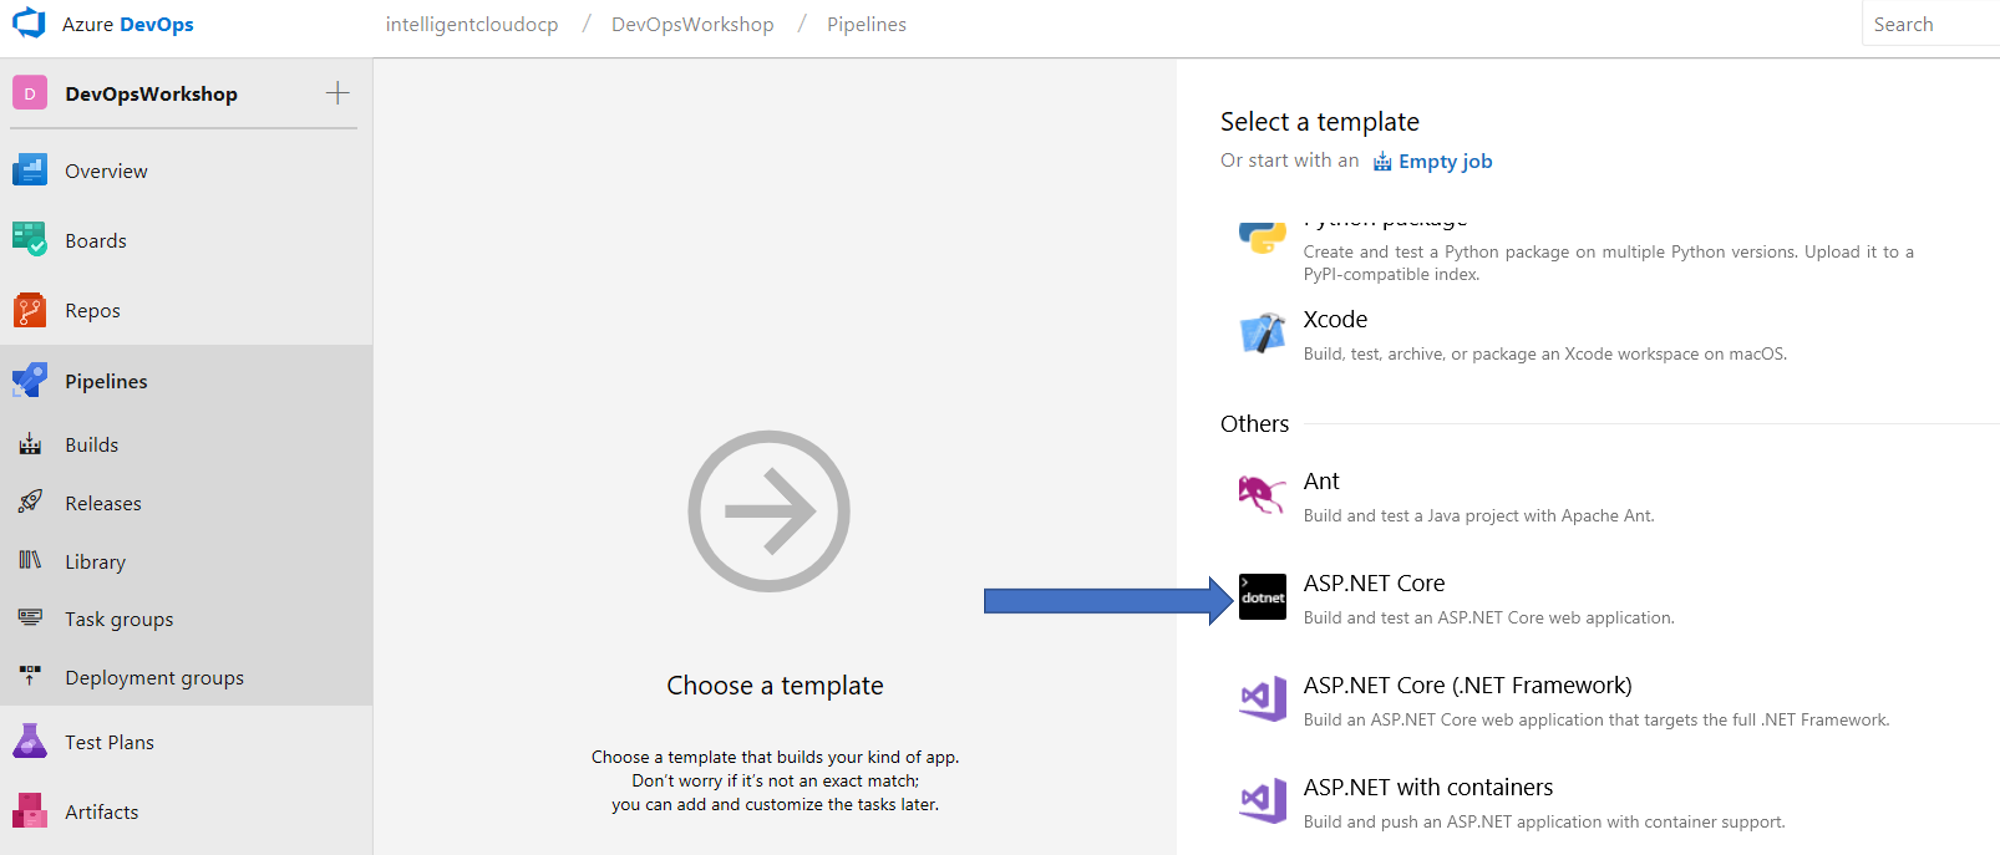 Azure DevOps
intelligentcloudocp / DevOpsWorkshop / Pipelines
Search
D DevOpsWorkshop
Overview
Boards
Repos
Pipelines
Builds
Releases
Library
Task groups
Deployment groups
Test Plans
Artifacts
Choose a template
Choose a template that builds your kind of app.
Don’t worry if it’s not an exact match;
you can add and customize the tasks later.
Select a template
Or start with an Empty job
Python package
Create and test a Python package on multiple Python versions. Upload it to a
PyPI-compatible index.
Xcode
Build, test, archive, or package an Xcode workspace on macOS.
Others
Ant
Build and test a Java project with Apache Ant.
dotnet
ASP.NET Core
Build and test an ASP.NET Core web application.
ASP.NET Core (.NET Framework)
Build an ASP.NET Core web application that targets the full .NET Framework.
ASP.NET with containers
Build and push an ASP.NET application with container support.